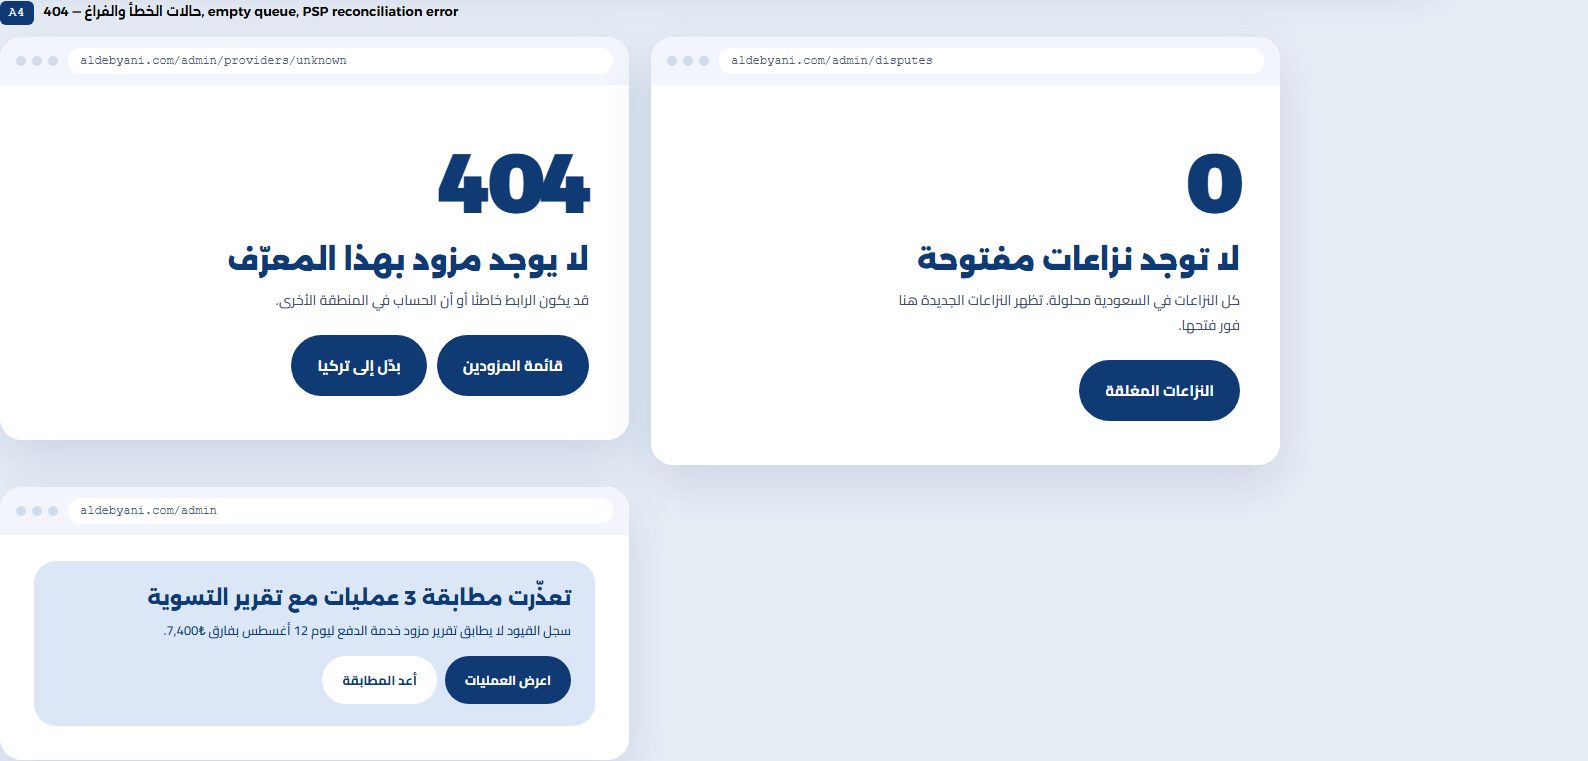 A4
حالات الخطأ والفراغ — 404, empty queue, PSP reconciliation error
aldebyani.com/admin/providers/unknown
404
لا يوجد مزود بهذا المعرّف
قد يكون الرابط خاطئًا أو أن الحساب في المنطقة الأخرى.
قائمة المزودين
بدّل إلى تركيا
aldebyani.com/admin/disputes
0
لا توجد نزاعات مفتوحة
كل النزاعات في السعودية محلولة. تظهر النزاعات الجديدة هنا
فور فتحها.
النزاعات المغلقة
aldebyani.com/admin
تعذّرت مطابقة 3 عمليات مع تقرير التسوية
سجل القيود لا يطابق تقرير مزود خدمة الدفع ليوم 12 أغسطس بفارق ₺7,400.
اعرض العمليات
أعد المطابقة